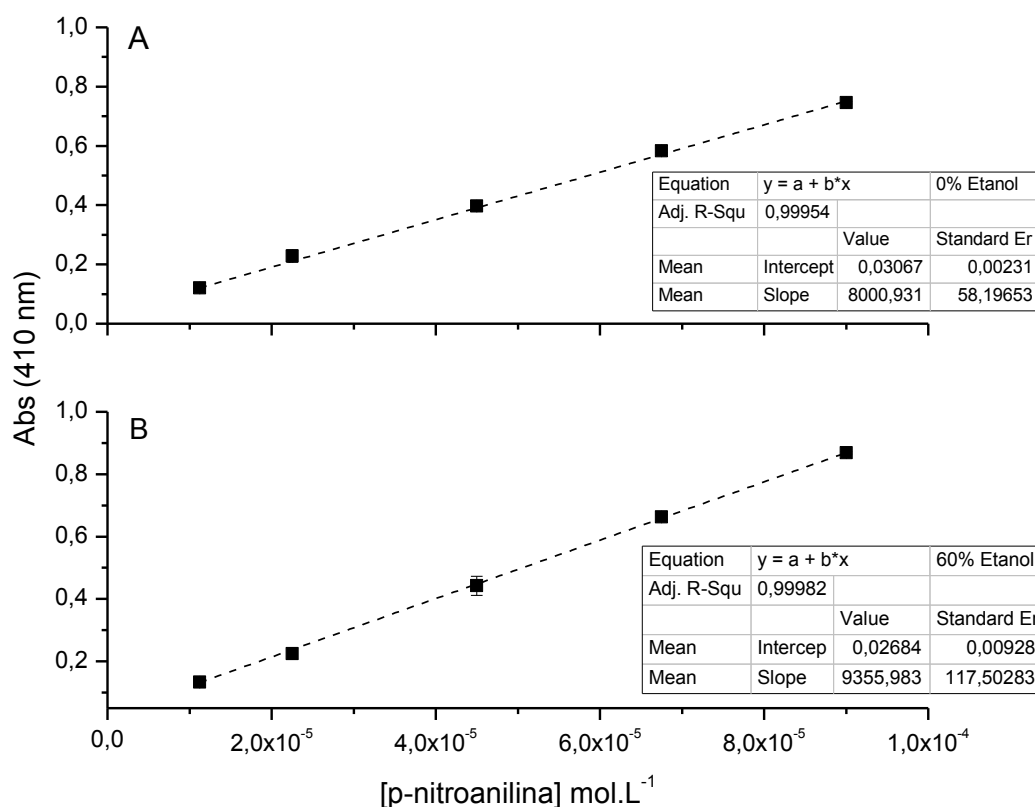 A
1,0
0,8
0,6
0,4
0,2
0,0
Equation y = a + b*x 0% Etanol
Adj. R-Squ 0,99954
Value Standard Er
Mean Intercept 0,03067 0,00231
Mean Slope 8000,931 58,19653
Abs (410 nm)
B
1,0
0,8
0,6
0,4
0,2
Equation y = a + b*x 60% Etanol
Adj. R-Squ 0,99982
Value Standard Er
Mean Intercep 0,02684 0,00928
Mean Slope 9355,983 117,50283
0,0 2,0x10⁻⁵ 4,0x10⁻⁵ 6,0x10⁻⁵ 8,0x10⁻⁵ 1,0x10⁻⁴
[p-nitroanilina] mol.L⁻¹